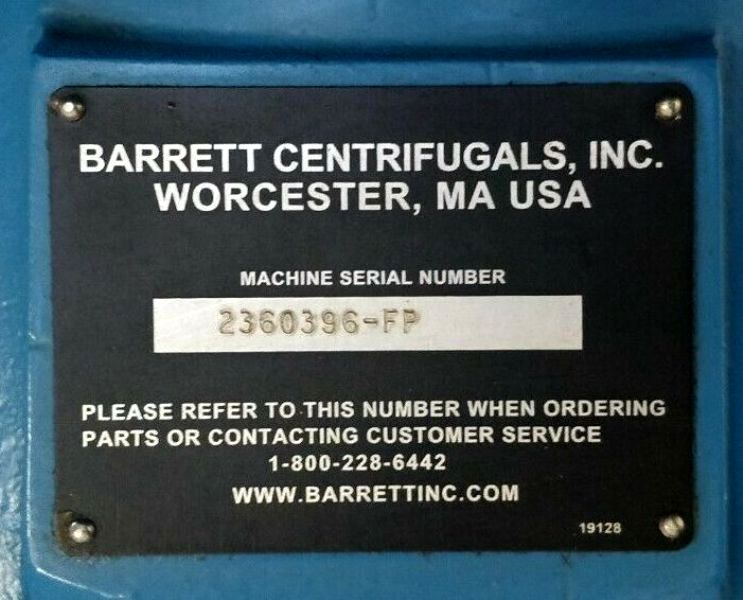 BARRETT CENTRIFUGALS, INC.
WORCESTER, MA USA
MACHINE SERIAL NUMBER
2360396-FP
PLEASE REFER TO THIS NUMBER WHEN ORDERING
PARTS OR CONTACTING CUSTOMER SERVICE
1-800-228-6442
WWW.BARRETTINC.COM
19128